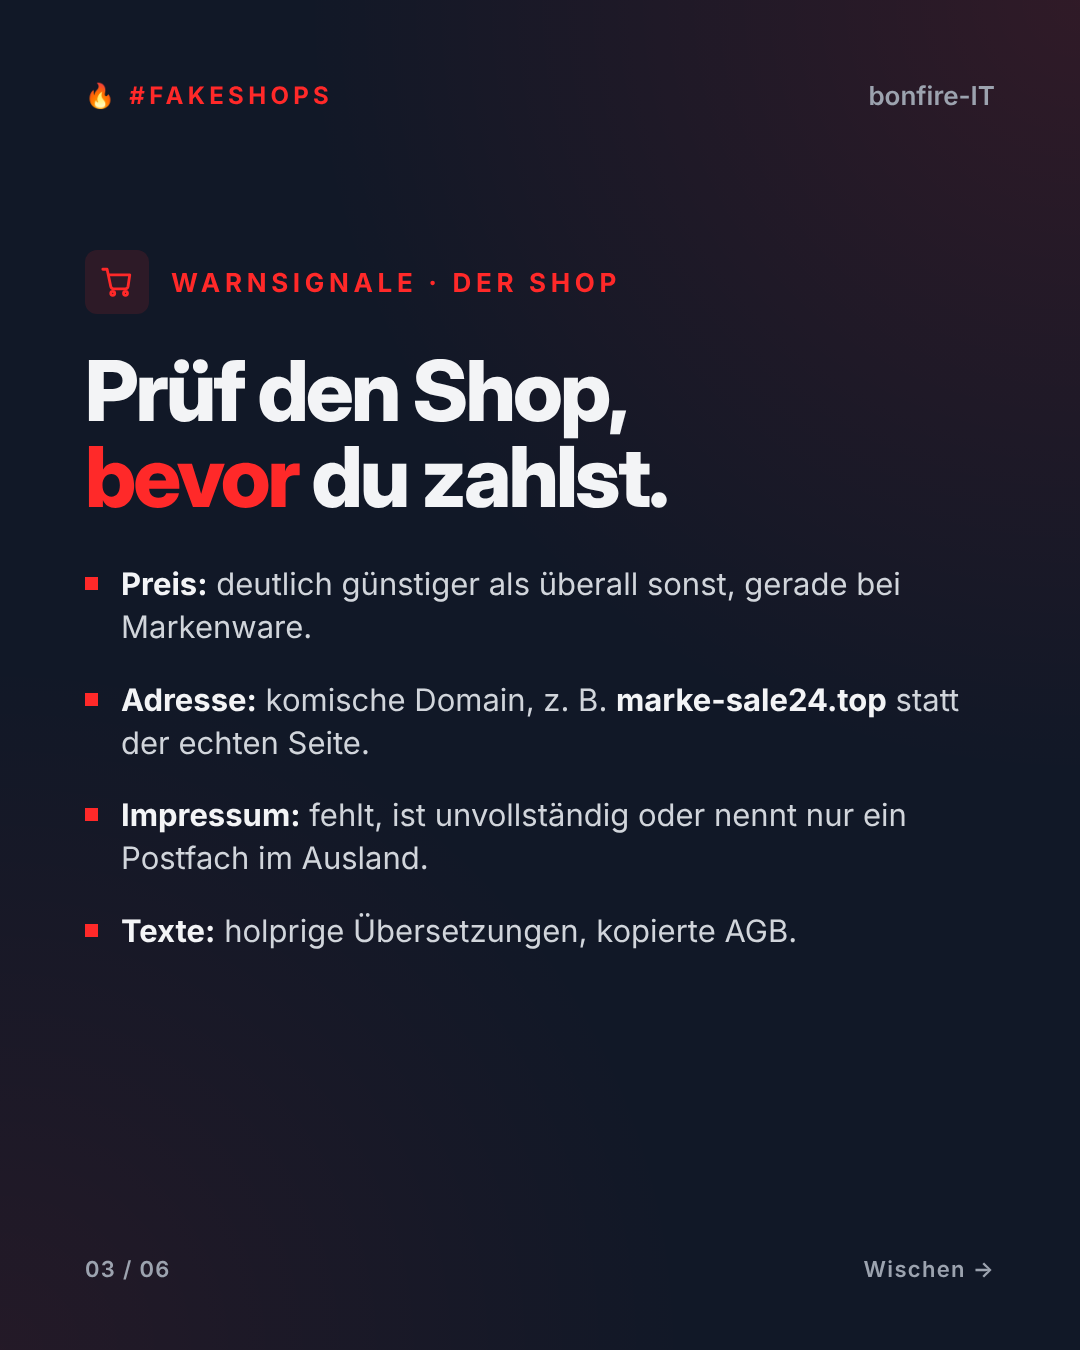 🔥 #FAKESHOPS
bonfire-IT
WARNSIGNALE · DER SHOP
Prüf den Shop,
bevor du zahlst.
Preis: deutlich günstiger als überall sonst, gerade bei
Markenware.
Adresse: komische Domain, z. B. marke-sale24.top statt
der echten Seite.
Impressum: fehlt, ist unvollständig oder nennt nur ein
Postfach im Ausland.
Texte: holprige Übersetzungen, kopierte AGB.
03 / 06
Wischen →